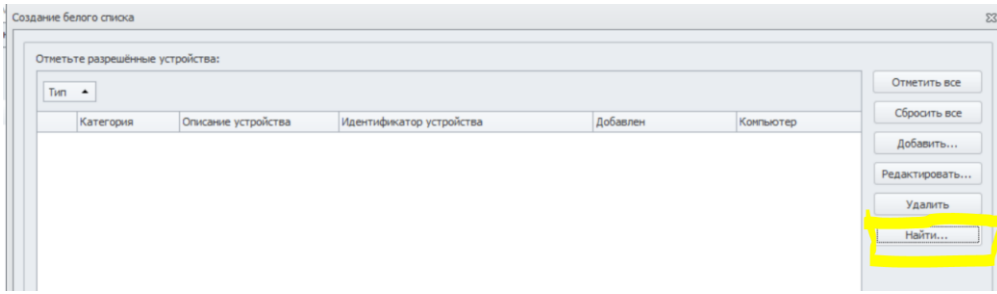 Создание белого списка
Отметьте разрешённые устройства:
Тип
Категория Описание устройства Идентификатор устройства Добавлен Компьютер
Отметить все
Сбросить все
Добавить...
Редактировать...
Удалить
Найти...